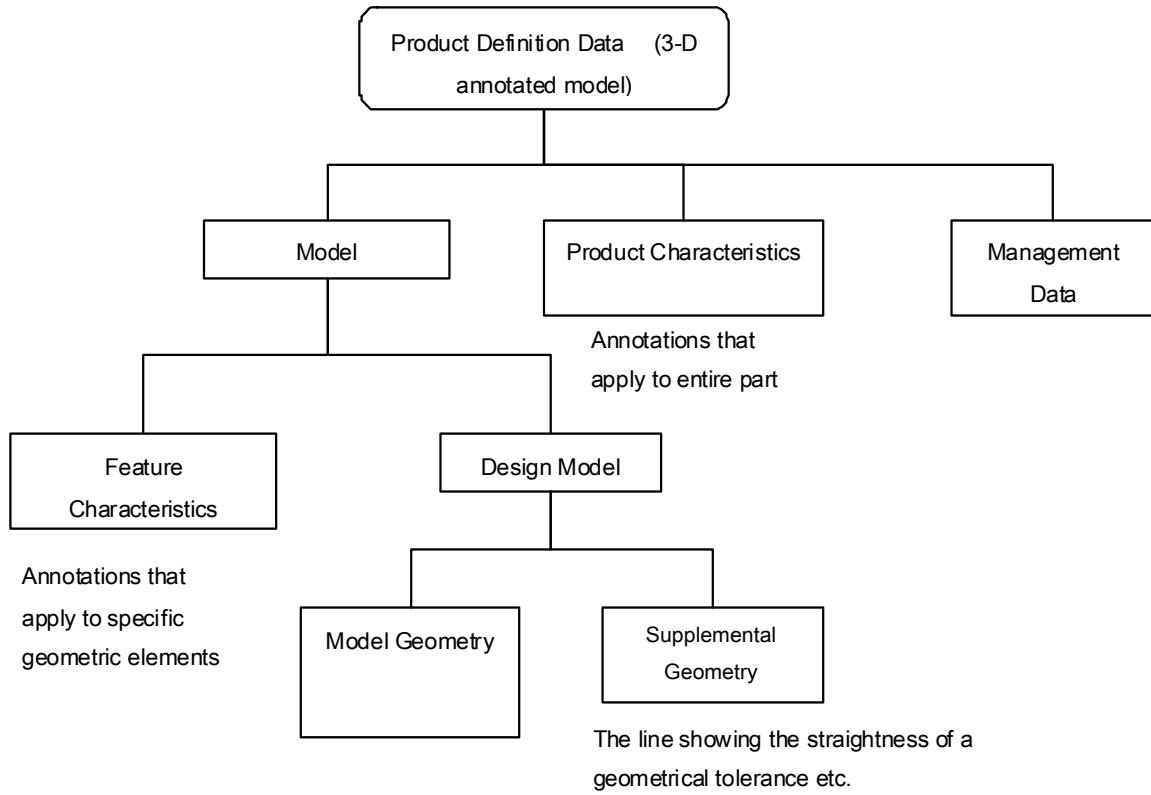 Product Definition Data (3-D
annotated model)
Model
Product Characteristics
Management
Data
Annotations that
apply to entire part
Feature
Characteristics
Design Model
Annotations that
apply to specific
geometric elements
Model Geometry
Supplemental
Geometry
The line showing the straightness of a
geometrical tolerance etc.